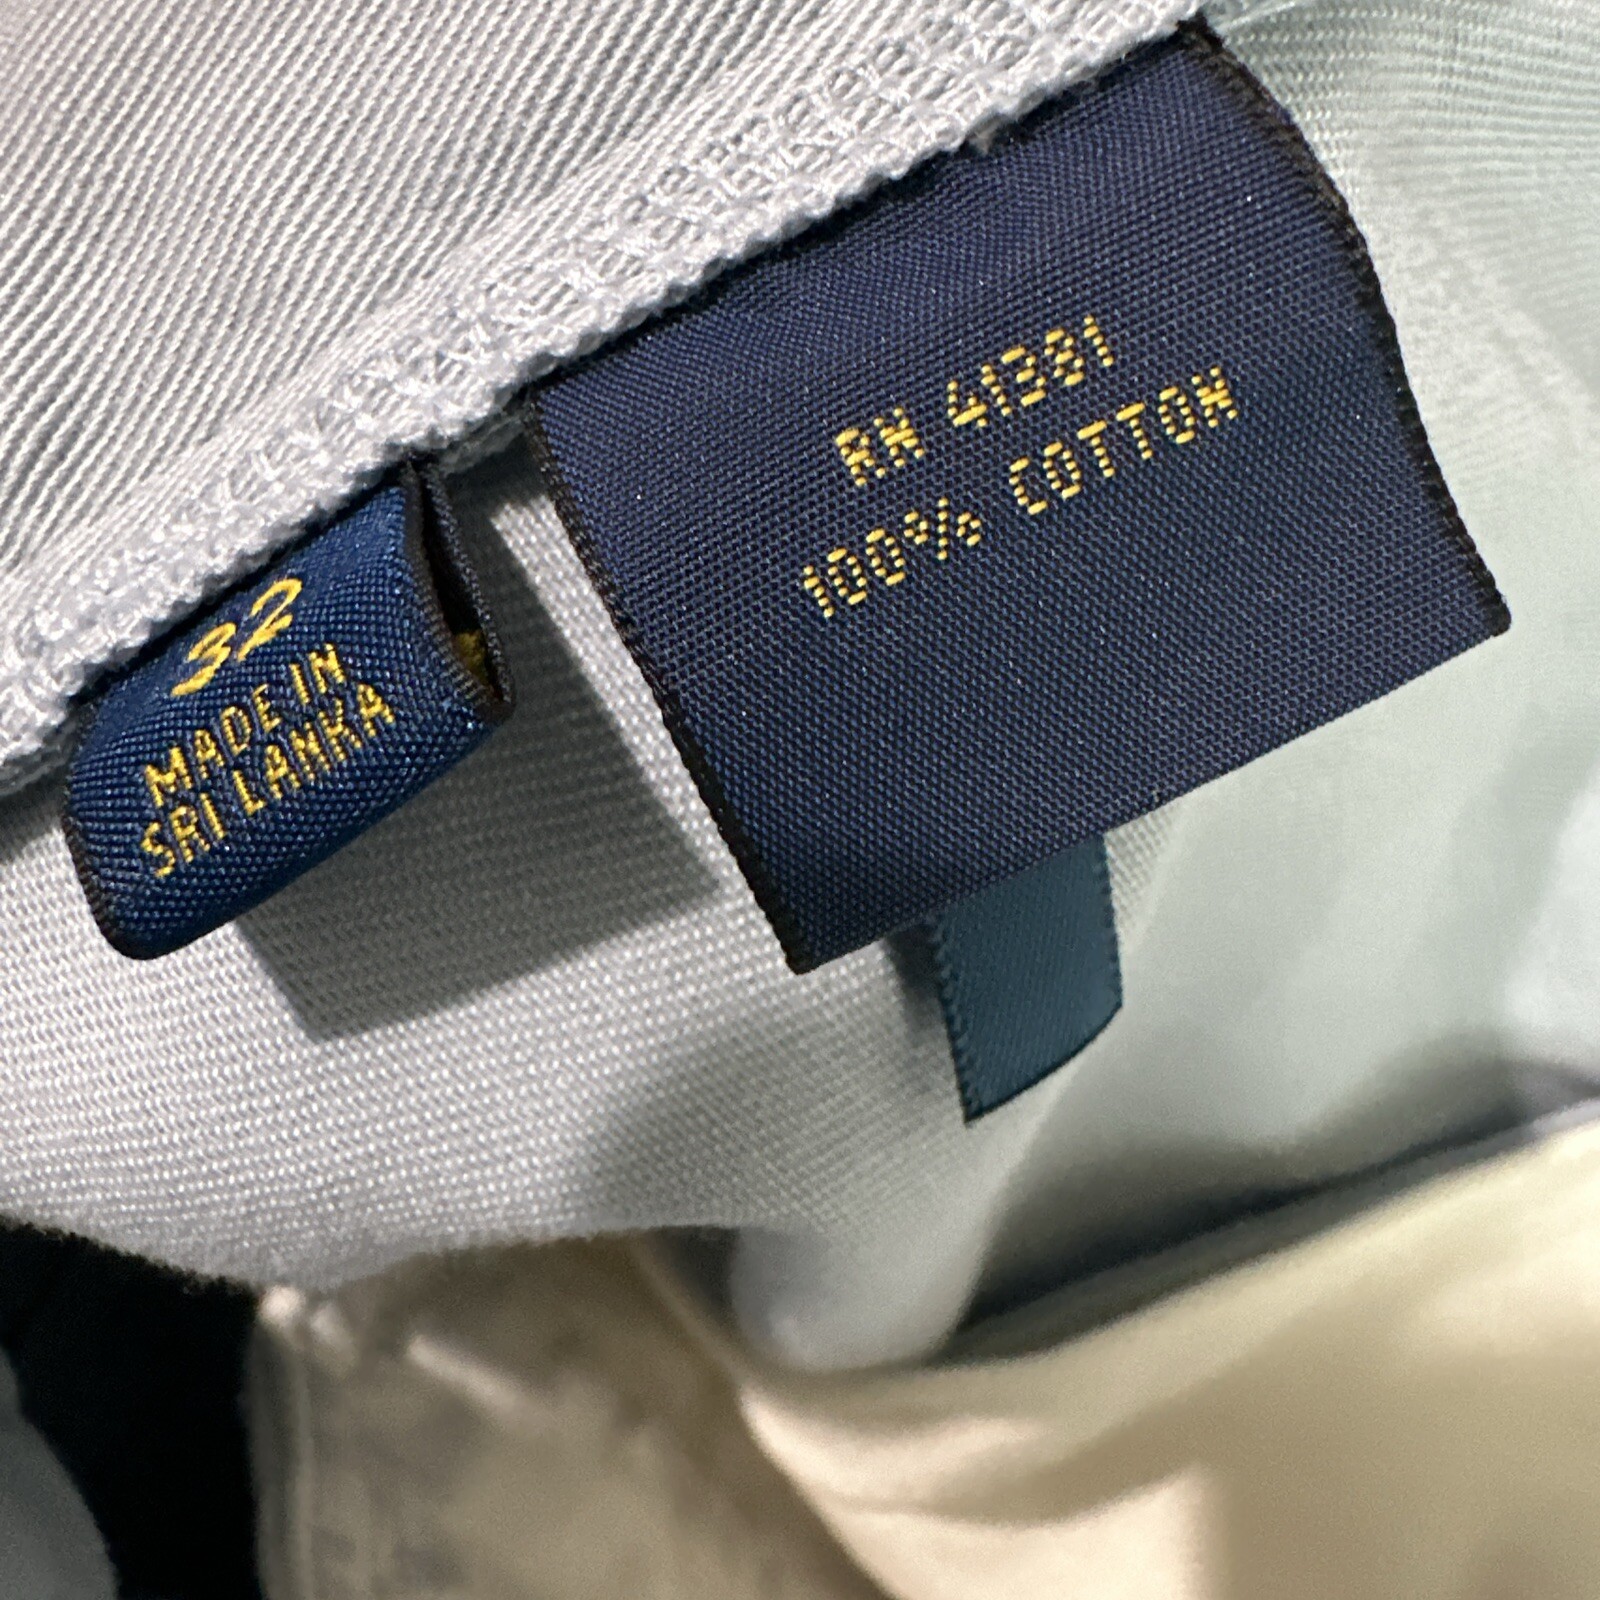 32
MADE IN
SRI LANKA
RN 41381
100% COTTON